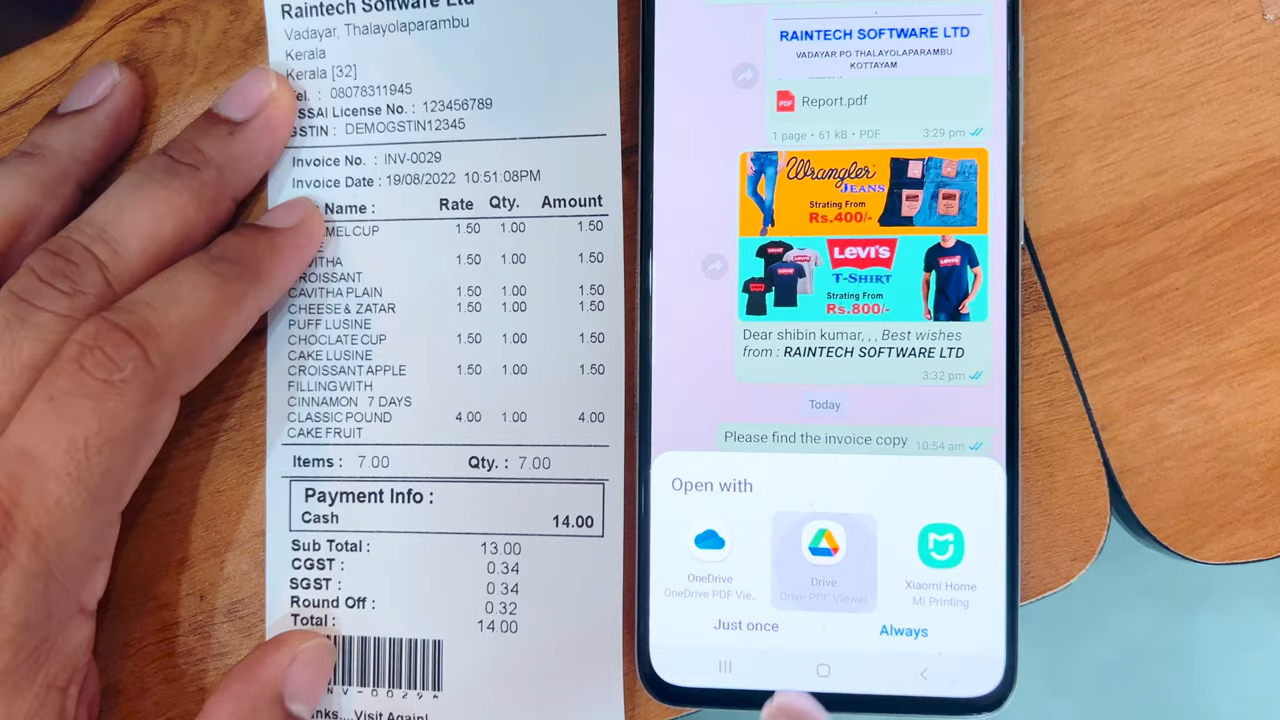 Raintech Software Ltd
Vadayar, Thalayolaparambu
Kerala
Kerala [32]
Tel. : 08078311945
SSAI License No. : 123456789
GSTIN : DEMOGSTIN12345
Invoice No. : INV-0029
Invoice Date : 19/08/2022 10:51:08PM
Name : Rate Qty. Amount
MELCUP 1.50 1.00 1.50
VITHA 1.50 1.00 1.50
CROISSANT
CAVITHA PLAIN 1.50 1.00 1.50
CHEESE & ZATAR 1.50 1.00 1.50
PUFF LUSINE
CHOCLATE CUP 1.50 1.00 1.50
CAKE LUSINE
CROISSANT APPLE 1.50 1.00 1.50
FILLING WITH
CINNAMON 7 DAYS
CLASSIC POUND 4.00 1.00 4.00
CAKE FRUIT
Items : 7.00 Qty. : 7.00
Payment Info :
Cash 14.00
Sub Total : 13.00
CGST : 0.34
SGST : 0.34
Round Off : 0.32
Total : 14.00
NV-0029
nks....Visit Again!
RAINTECH SOFTWARE LTD
VADAYAR PO THALAYOLAPARAMBU
KOTTAYAM
PDF Report.pdf
1 page • 61 kB • PDF 3:29 pm
Wrangler
JEANS
Strating From
Rs.400/-
LEVI'S
T-SHIRT
Strating From
Rs.800/-
Dear shibin kumar, , , Best wishes
from : RAINTECH SOFTWARE LTD
3:32 pm
Today
Please find the invoice copy 10:54 am
Open with
OneDrive
OneDrive PDF Vie..
Drive
Drive PDF Viewer
Xiaomi Home
Mi Printing
Just once
Always